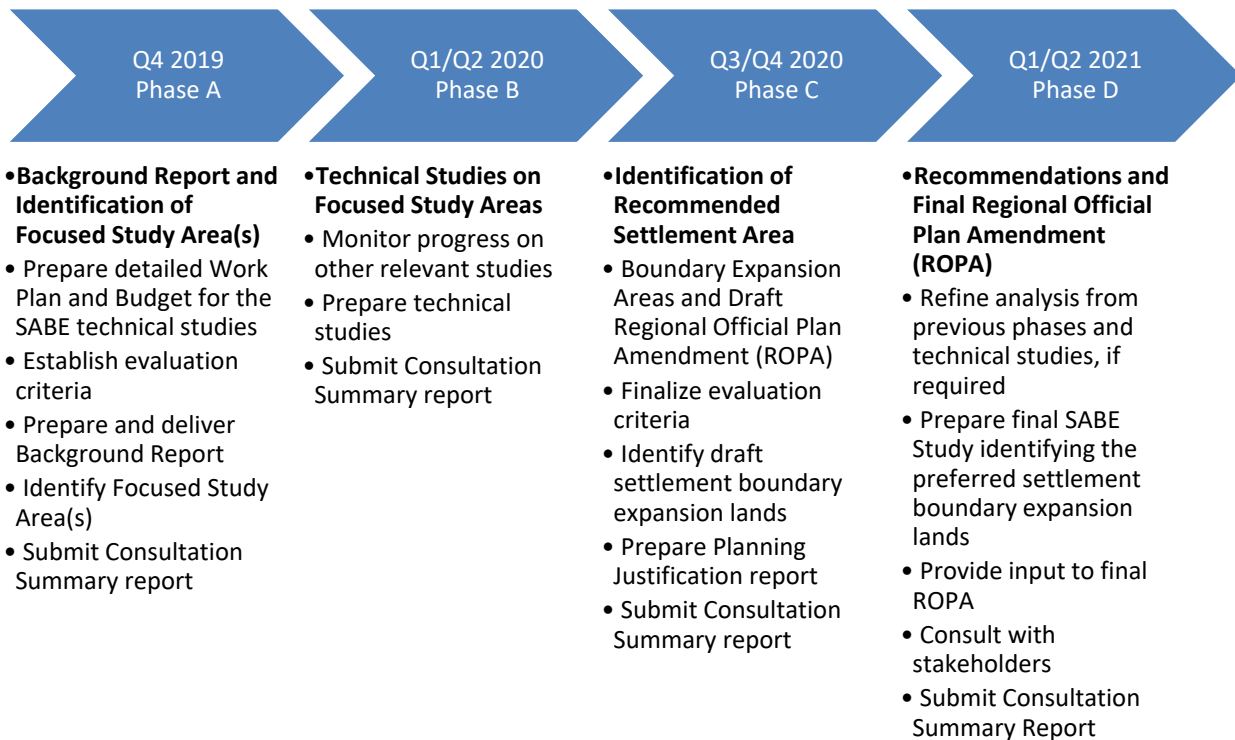 Q4 2019
Phase A
Q1/Q2 2020
Phase B
Q3/Q4 2020
Phase C
Q1/Q2 2021
Phase D
•Background Report and
Identification of
Focused Study Area(s)
• Prepare detailed Work
Plan and Budget for the
SABE technical studies
• Establish evaluation
criteria
• Prepare and deliver
Background Report
• Identify Focused Study
Area(s)
• Submit Consultation
Summary report
•Technical Studies on
Focused Study Areas
• Monitor progress on
other relevant studies
• Prepare technical
studies
• Submit Consultation
Summary report
•Identification of
Recommended
Settlement Area
• Boundary Expansion
Areas and Draft
Regional Official Plan
Amendment (ROPA)
• Finalize evaluation
criteria
• Identify draft
settlement boundary
expansion lands
• Prepare Planning
Justification report
• Submit Consultation
Summary report
•Recommendations and
Final Regional Official
Plan Amendment
(ROPA)
• Refine analysis from
previous phases and
technical studies, if
required
• Prepare final SABE
Study identifying the
preferred settlement
boundary expansion
lands
• Provide input to final
ROPA
• Consult with
stakeholders
• Submit Consultation
Summary Report